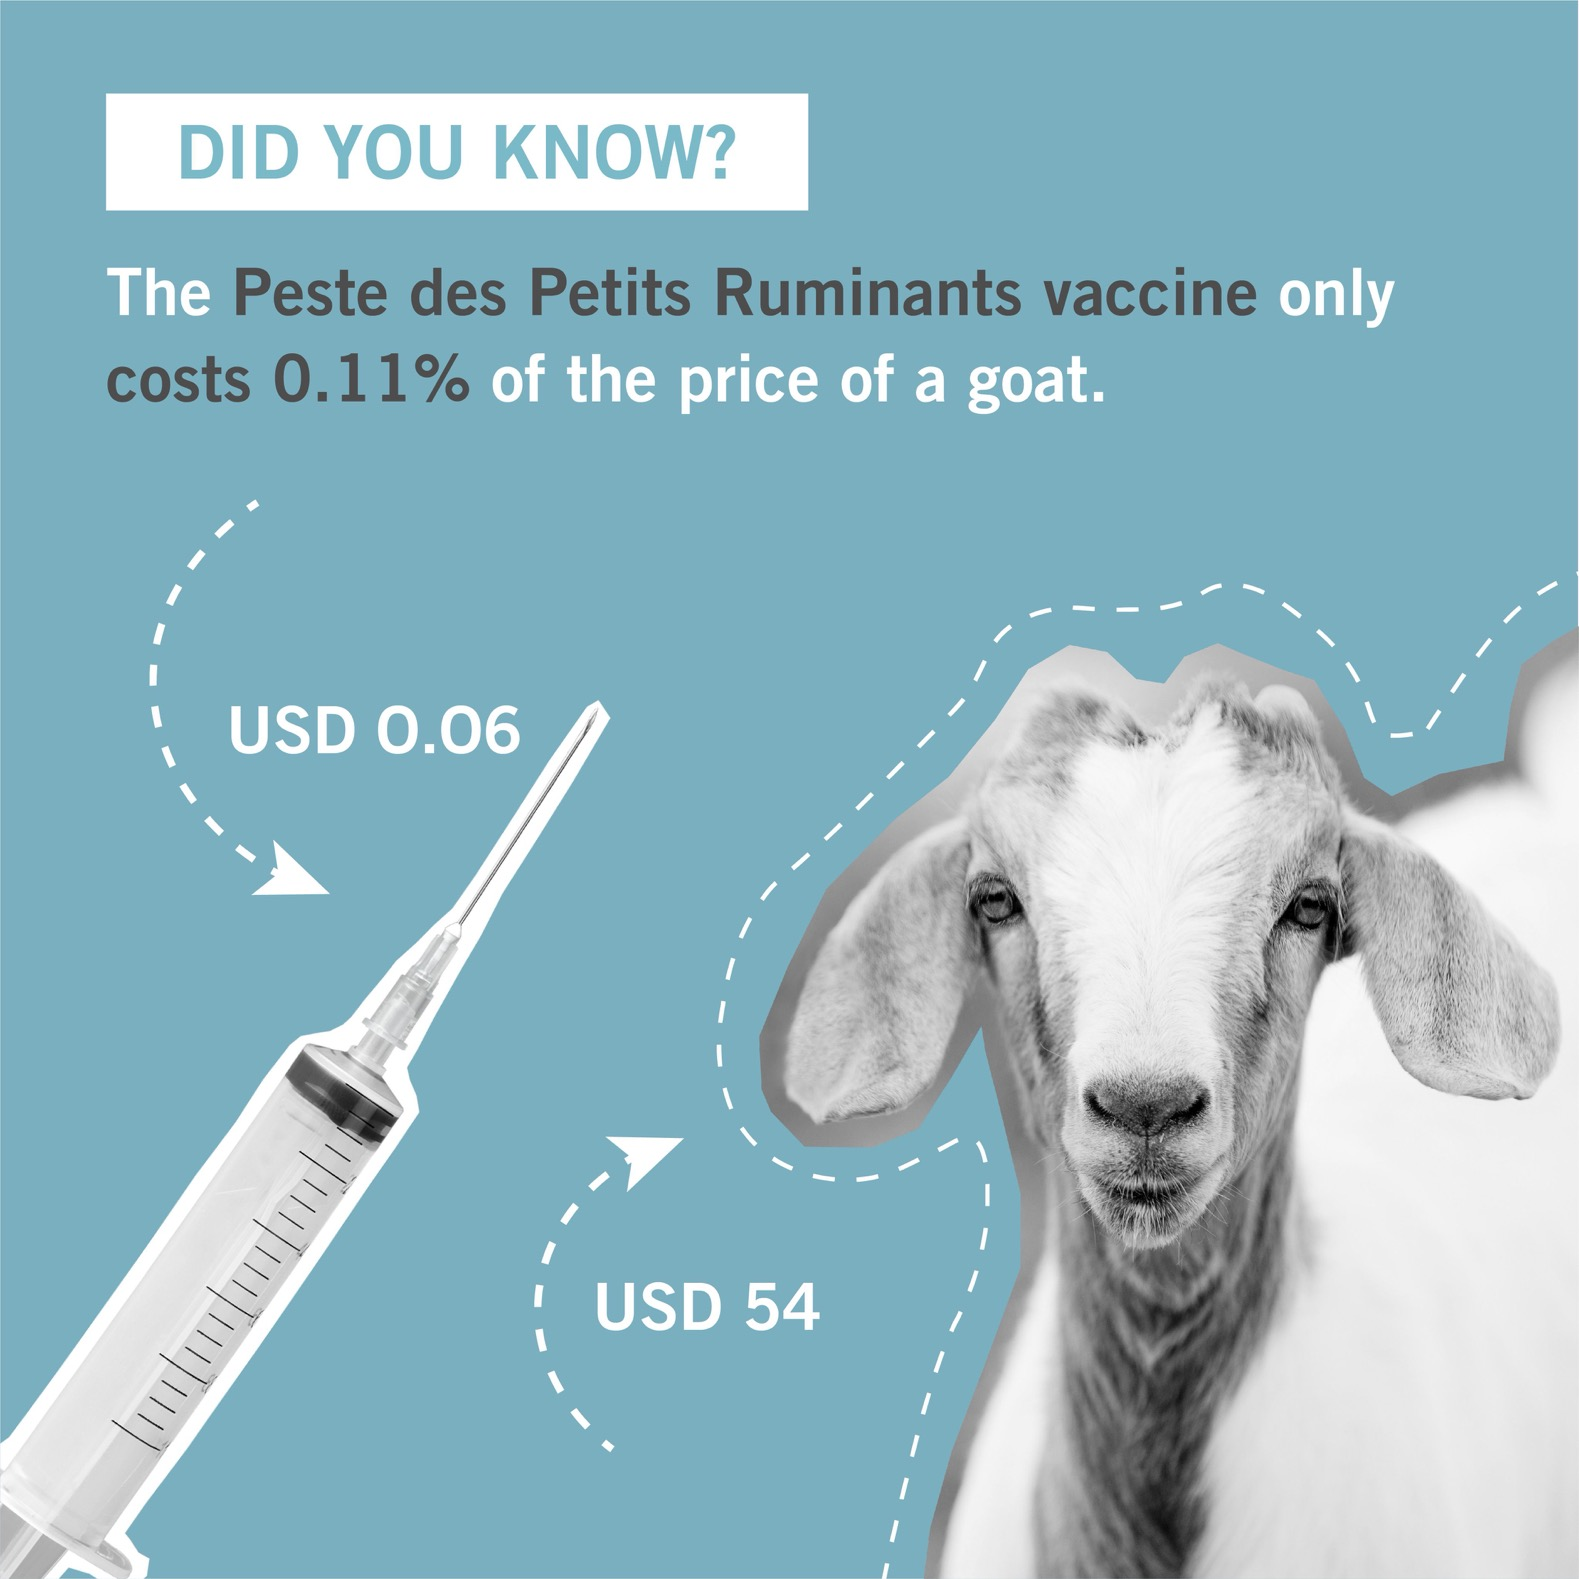 DID YOU KNOW?
The Peste des Petits Ruminants vaccine only
costs 0.11% of the price of a goat.
USD 0.06
USD 54